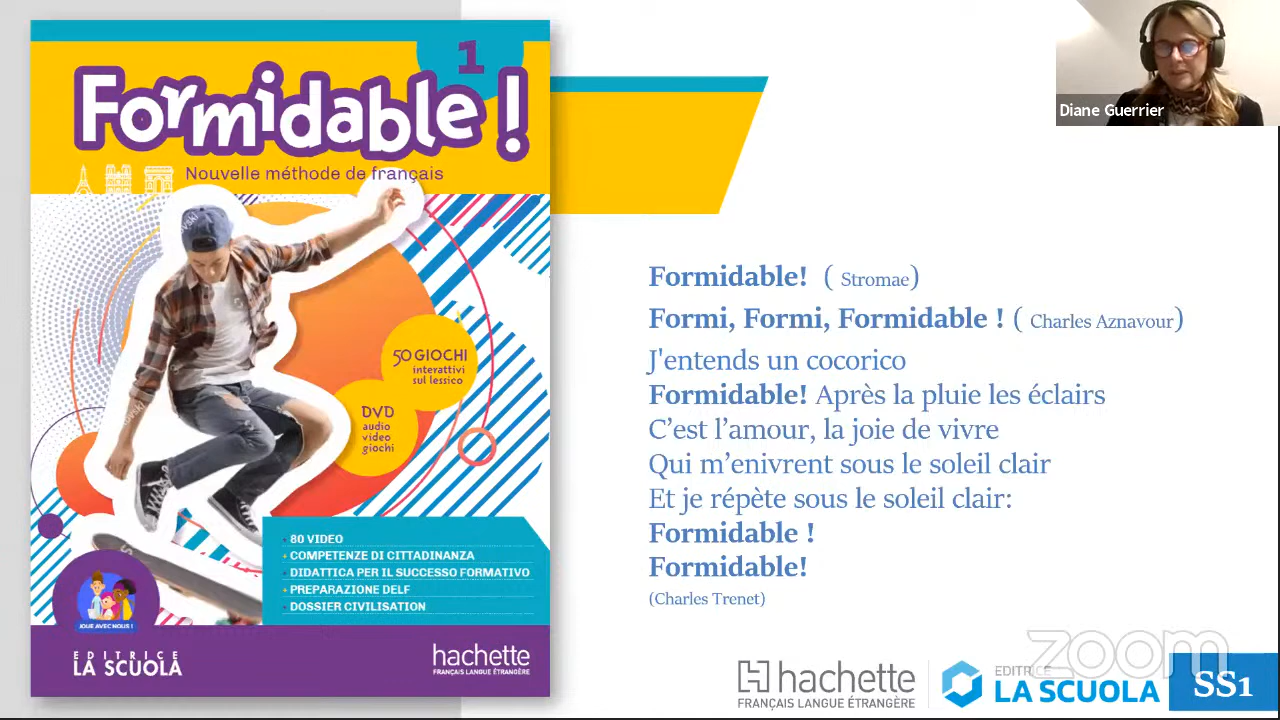 1
Formidable !
Nouvelle méthode de français
50 GIOCHI
interattivi
sul lessico
DVD
audio
video
giochi
80 VIDEO
+ COMPETENZE DI CITTADINANZA
DIDATTICA PER IL SUCCESSO FORMATIVO
+ PREPARAZIONE DELF
DOSSIER CIVILISATION
JOUE AVEC NOUS !
EDITRICE
LA SCUOLA
hachette
FRANÇAIS LANGUE ÉTRANGÈRE
Diane Guerrier
Formidable! ( Stromae)
Formi, Formi, Formidable ! ( Charles Aznavour)
J'entends un cocorico
Formidable! Après la pluie les éclairs
C’est l’amour, la joie de vivre
Qui m’enivrent sous le soleil clair
Et je répète sous le soleil clair:
Formidable !
Formidable!
(Charles Trenet)
zoom
hachette
FRANÇAIS LANGUE ÉTRANGÈRE
EDITRICE
LA SCUOLA
SS1